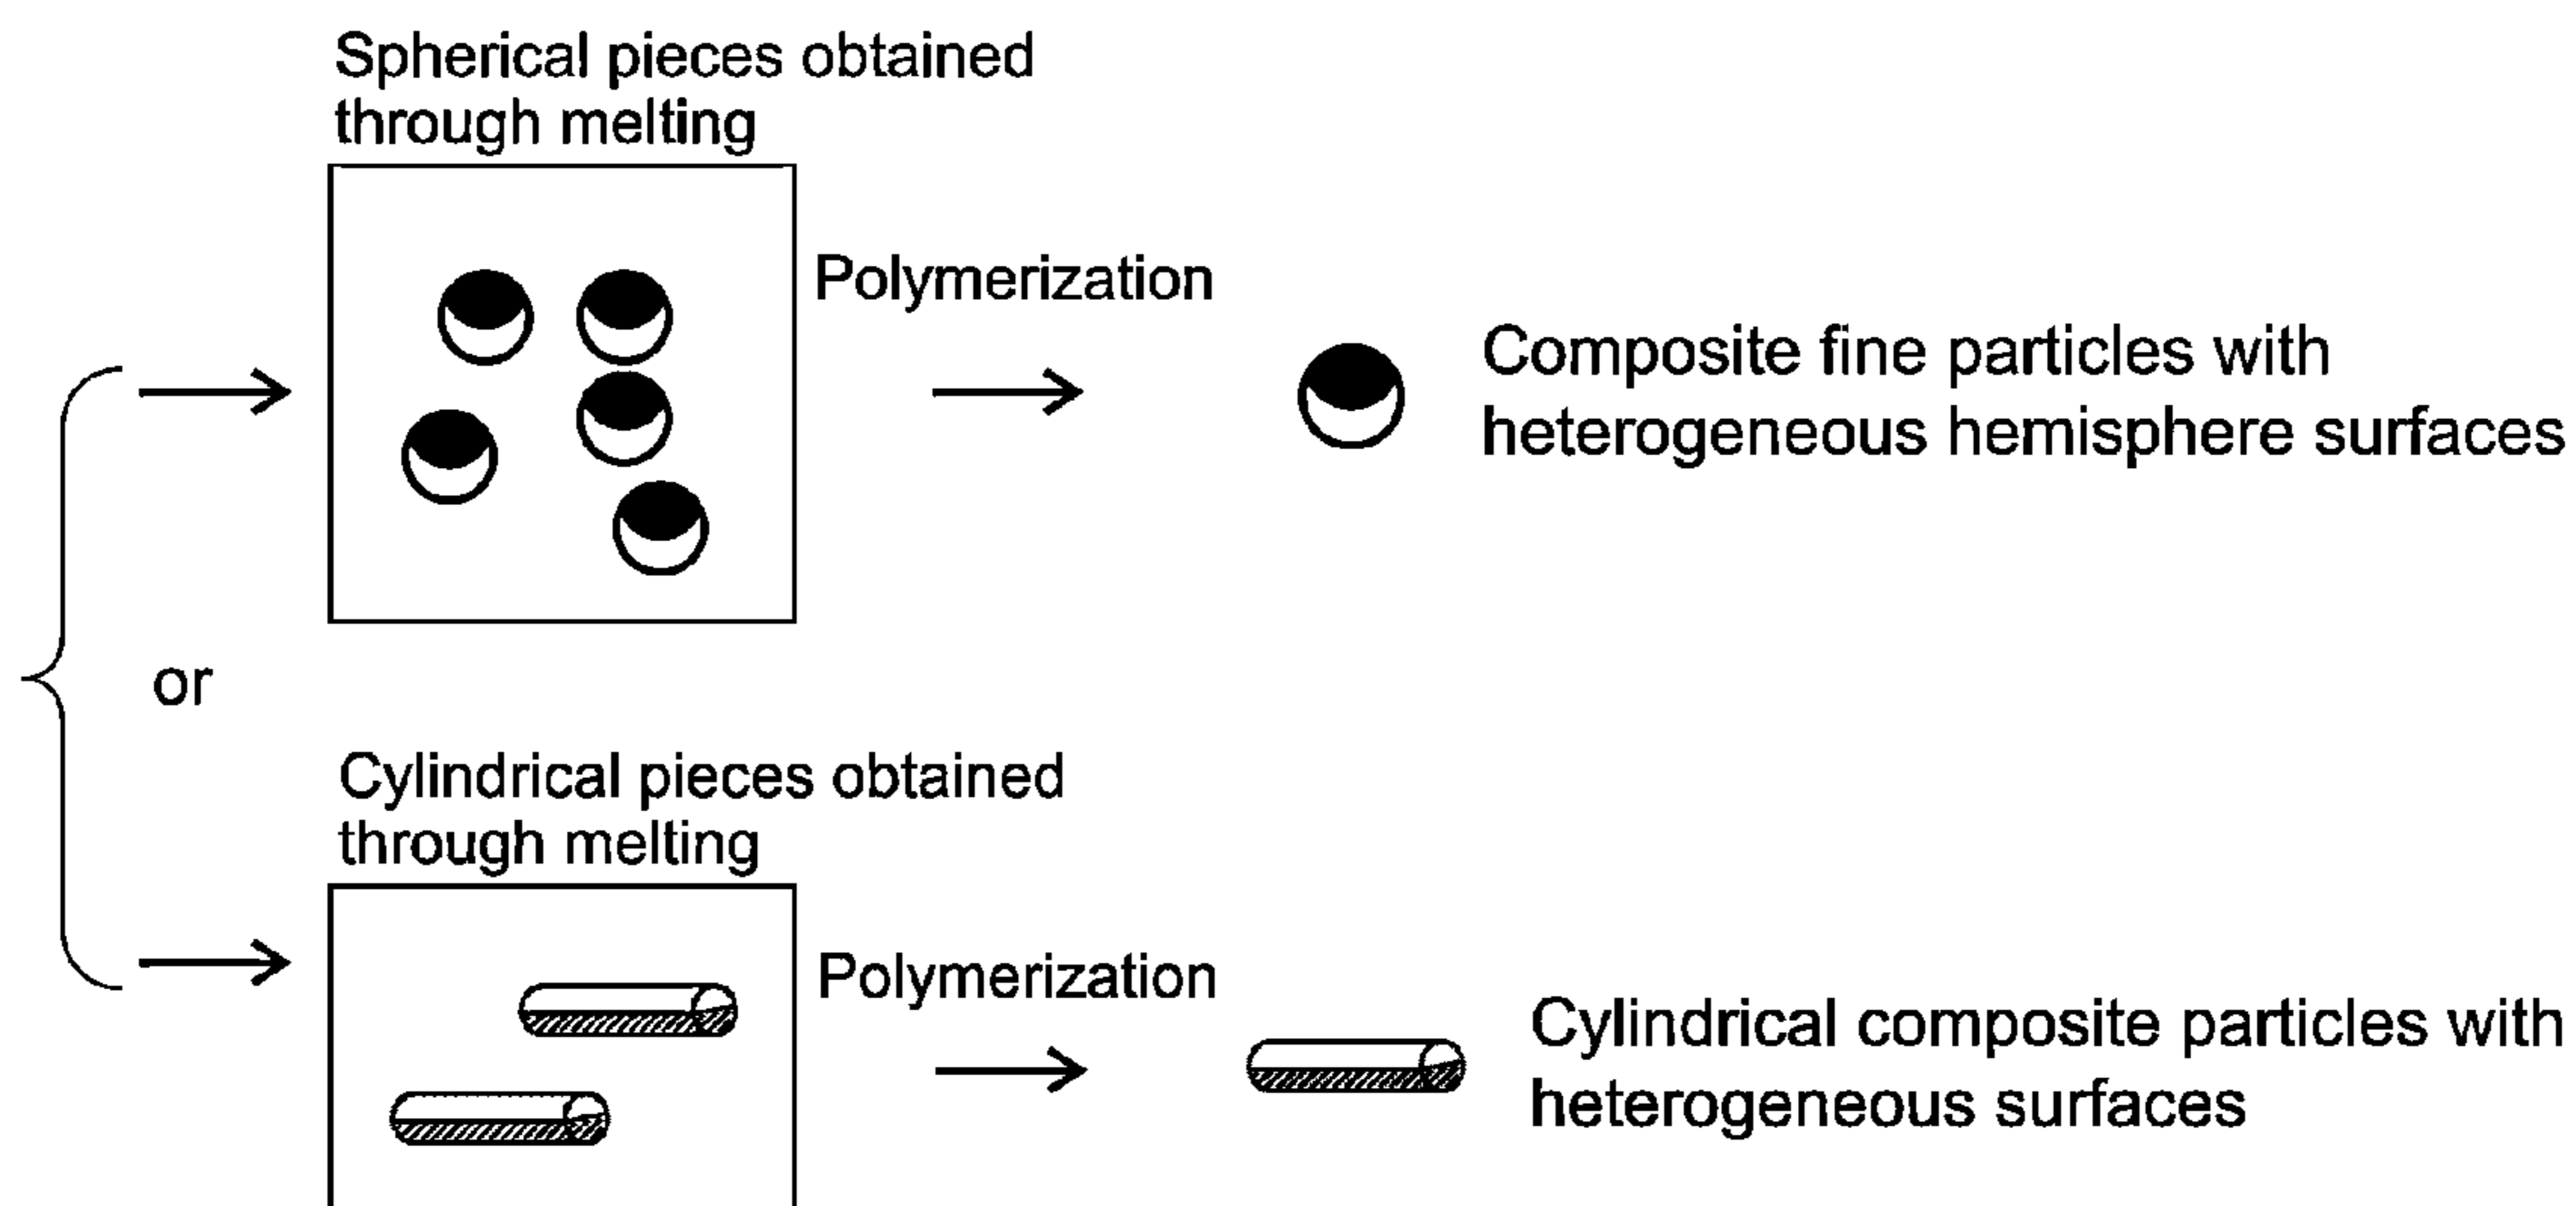 Spherical pieces obtained
through melting
Polymerization
Composite fine particles with
heterogeneous hemisphere surfaces
or
Cylindrical pieces obtained
through melting
Polymerization
Cylindrical composite particles with
heterogeneous surfaces